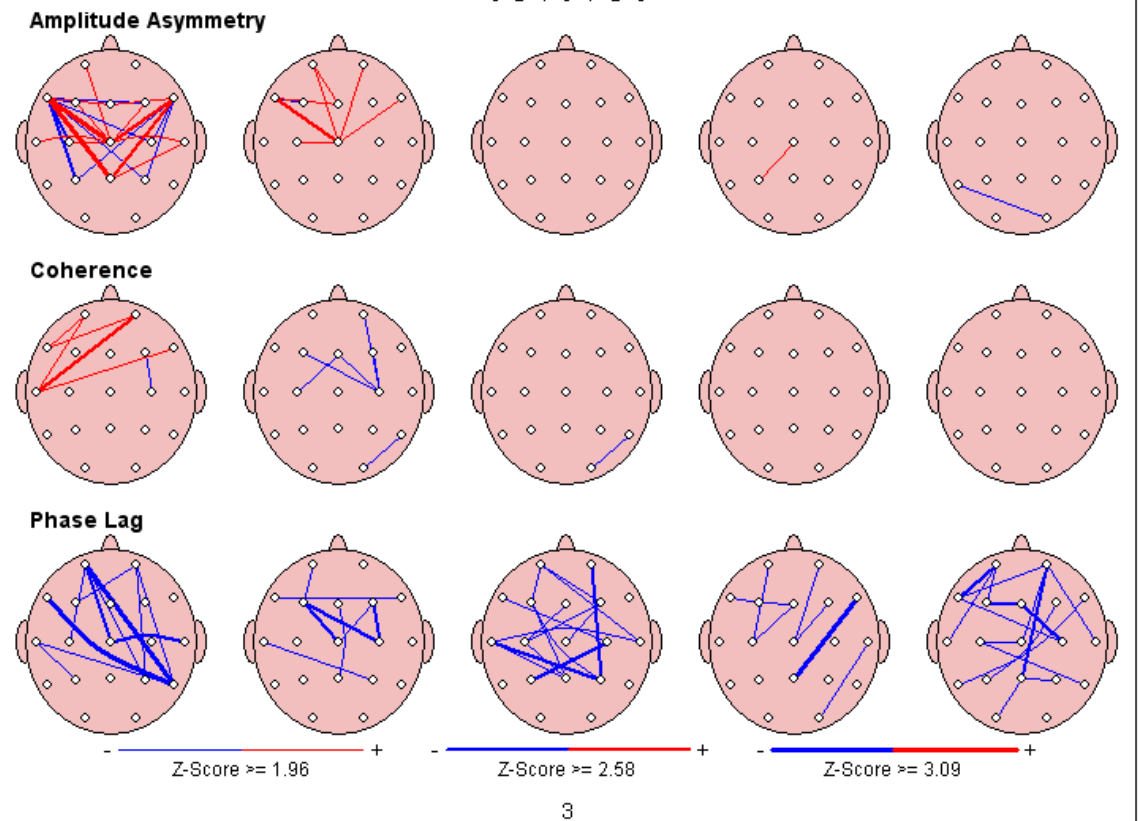 Amplitude Asymmetry
Coherence
Phase Lag
- + - + - +
Z-Score >= 1.96 Z-Score >= 2.58 Z-Score >= 3.09
3